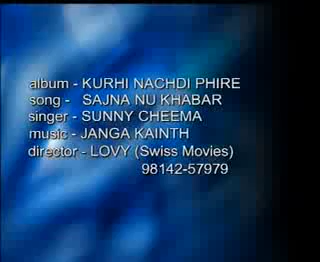 album - KURHI NACHDI PHIRE
song - SAJNA NU KHABAR
singer - SUNNY CHEEMA
music - JANGA KAINTH
director - LOVY (Swiss Movies)
98142-57979